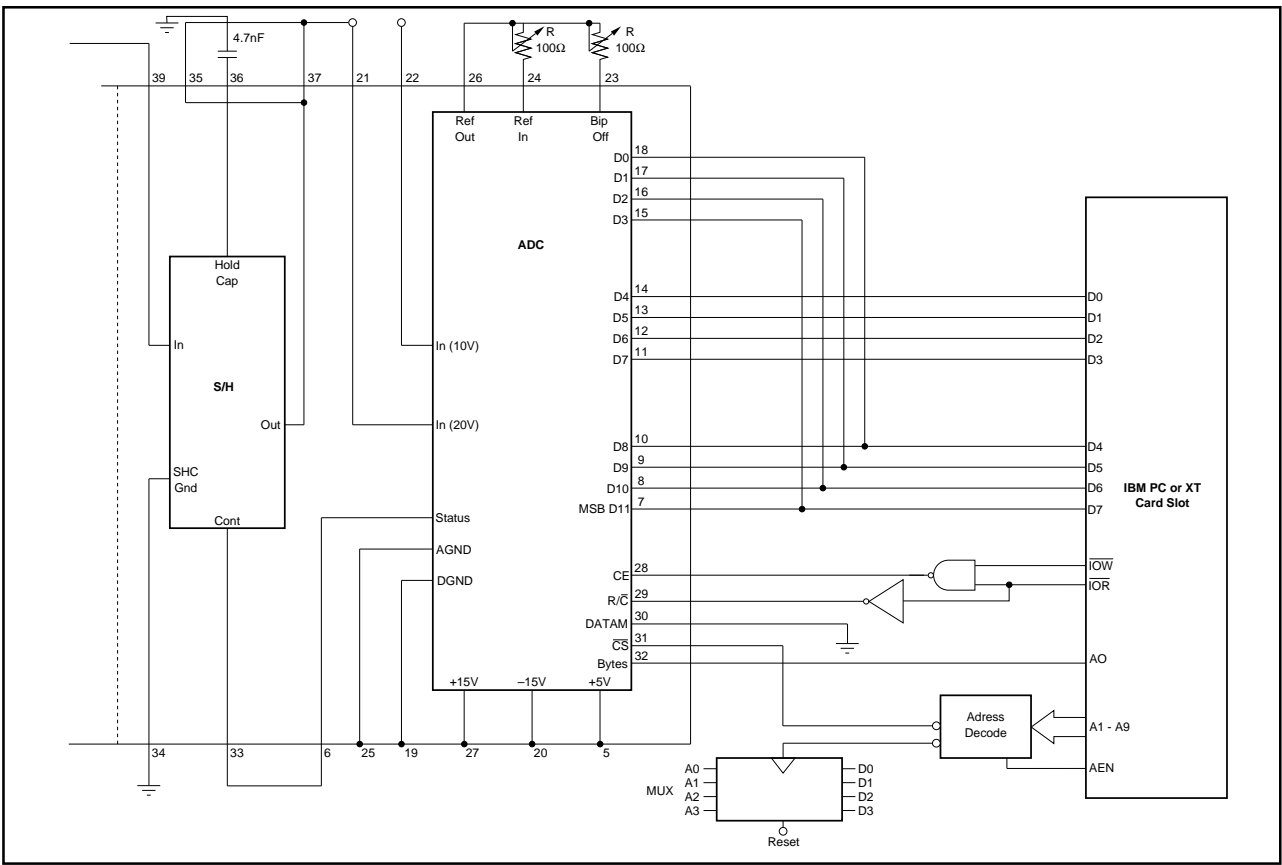 4.7nF
R
100Ω
R
100Ω
39 35 36 37 21 22 26 24 23
Ref Out
Ref In
Bip Off
ADC
D0 18
D1 17
D2 16
D3 15
D4 14
D5 13
D6 12
D7 11
D8 10
D9 9
D10 8
MSB D11 7
CE 28
R/C̅ 29
DATAM 30
C̅S̅ 31
Bytes 32
In (10V)
In (20V)
Status
AGND
DGND
+15V –15V +5V
Hold Cap
In
S/H
Out
SHC Gnd
Cont
34 33 6 25 19 27 20 5
D0
D1
D2
D3
D4
D5
D6
D7
IBM PC or XT
Card Slot
I̅O̅W̅
I̅O̅R̅
AO
A1 - A9
AEN
Adress
Decode
MUX
A0 D0
A1 D1
A2 D2
A3 D3
Reset